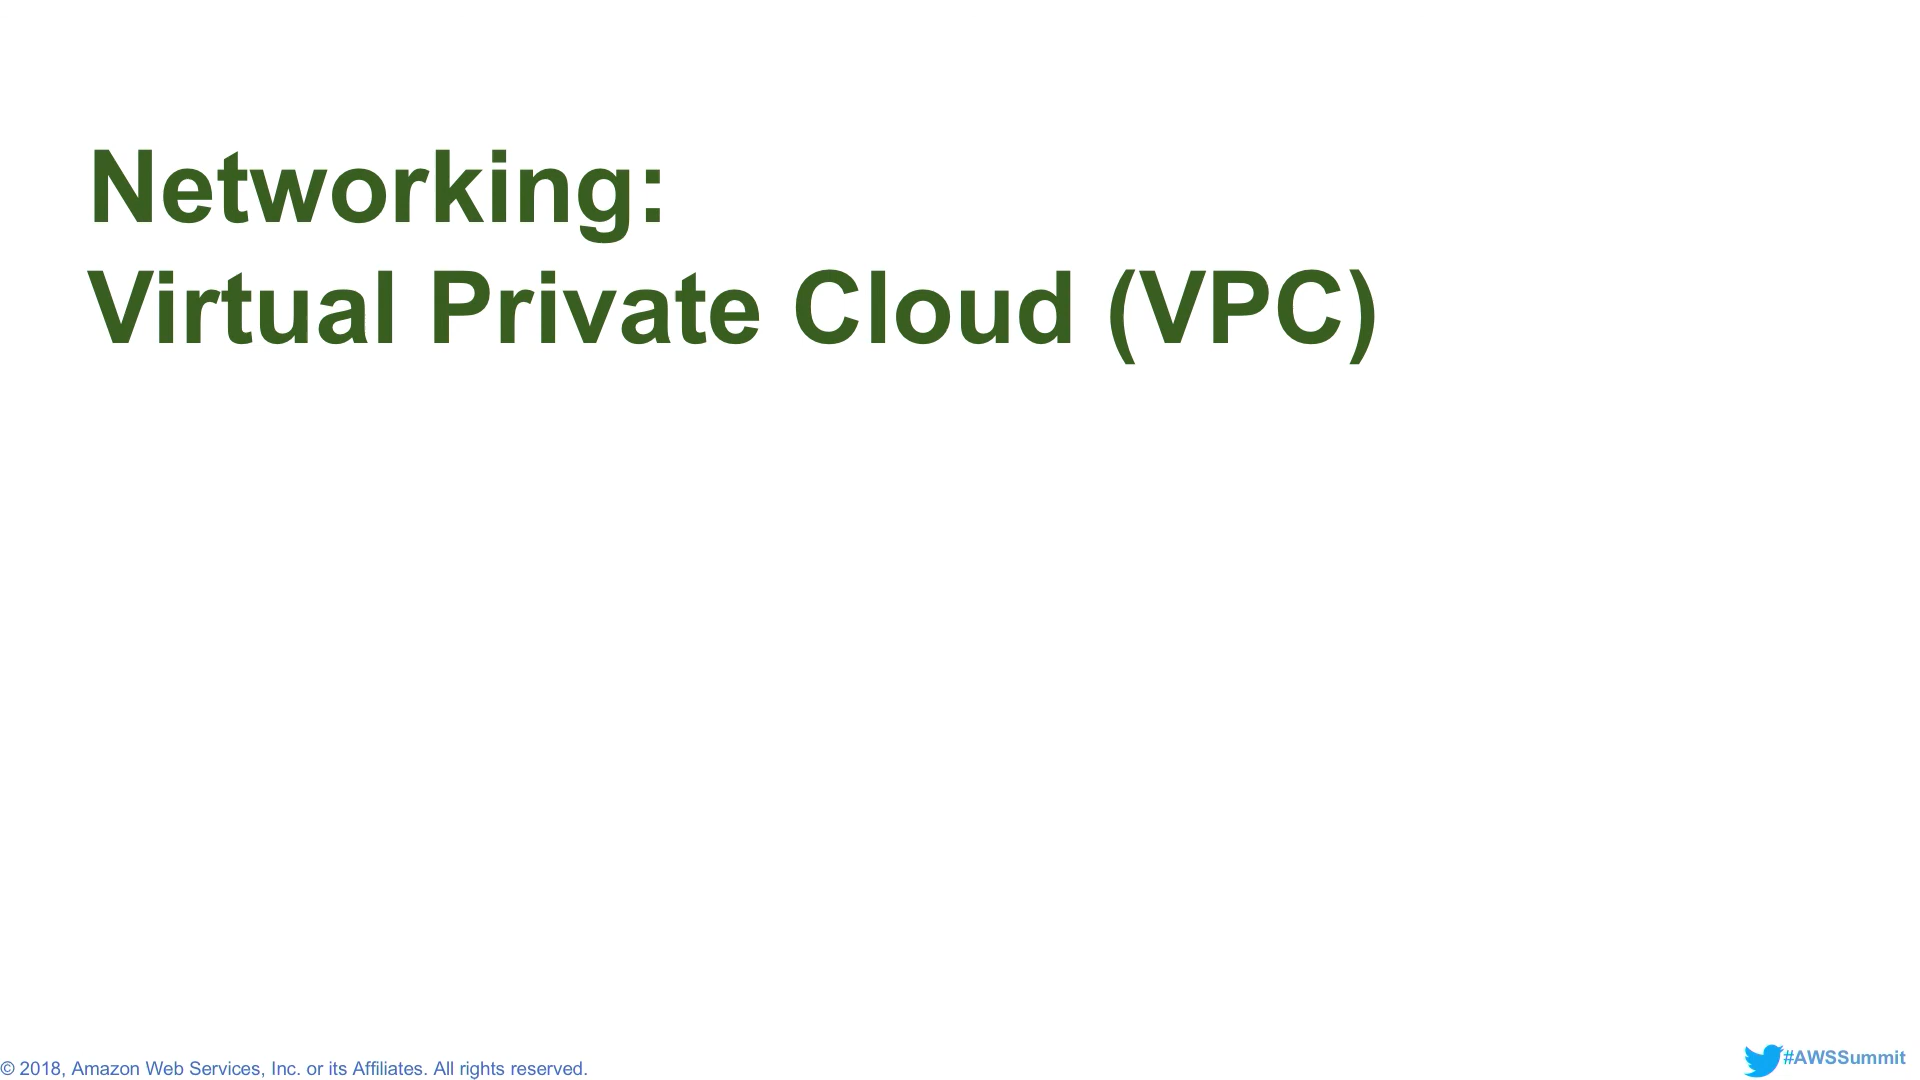 Networking:
Virtual Private Cloud (VPC)
© 2018, Amazon Web Services, Inc. or its Affiliates. All rights reserved.
#AWSSummit